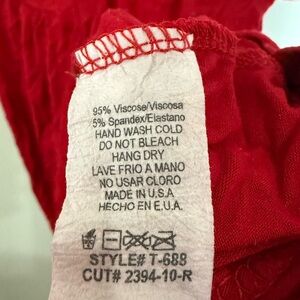 95% Viscose/Viscosa
5% Spandex/Elastano
HAND WASH COLD
DO NOT BLEACH
HANG DRY
LAVE FRIO A MANO
NO USAR CLORO
MADE IN U.S.A
HECHO EN E.U.A.
STYLE# T-688
CUT# 2394-10-R